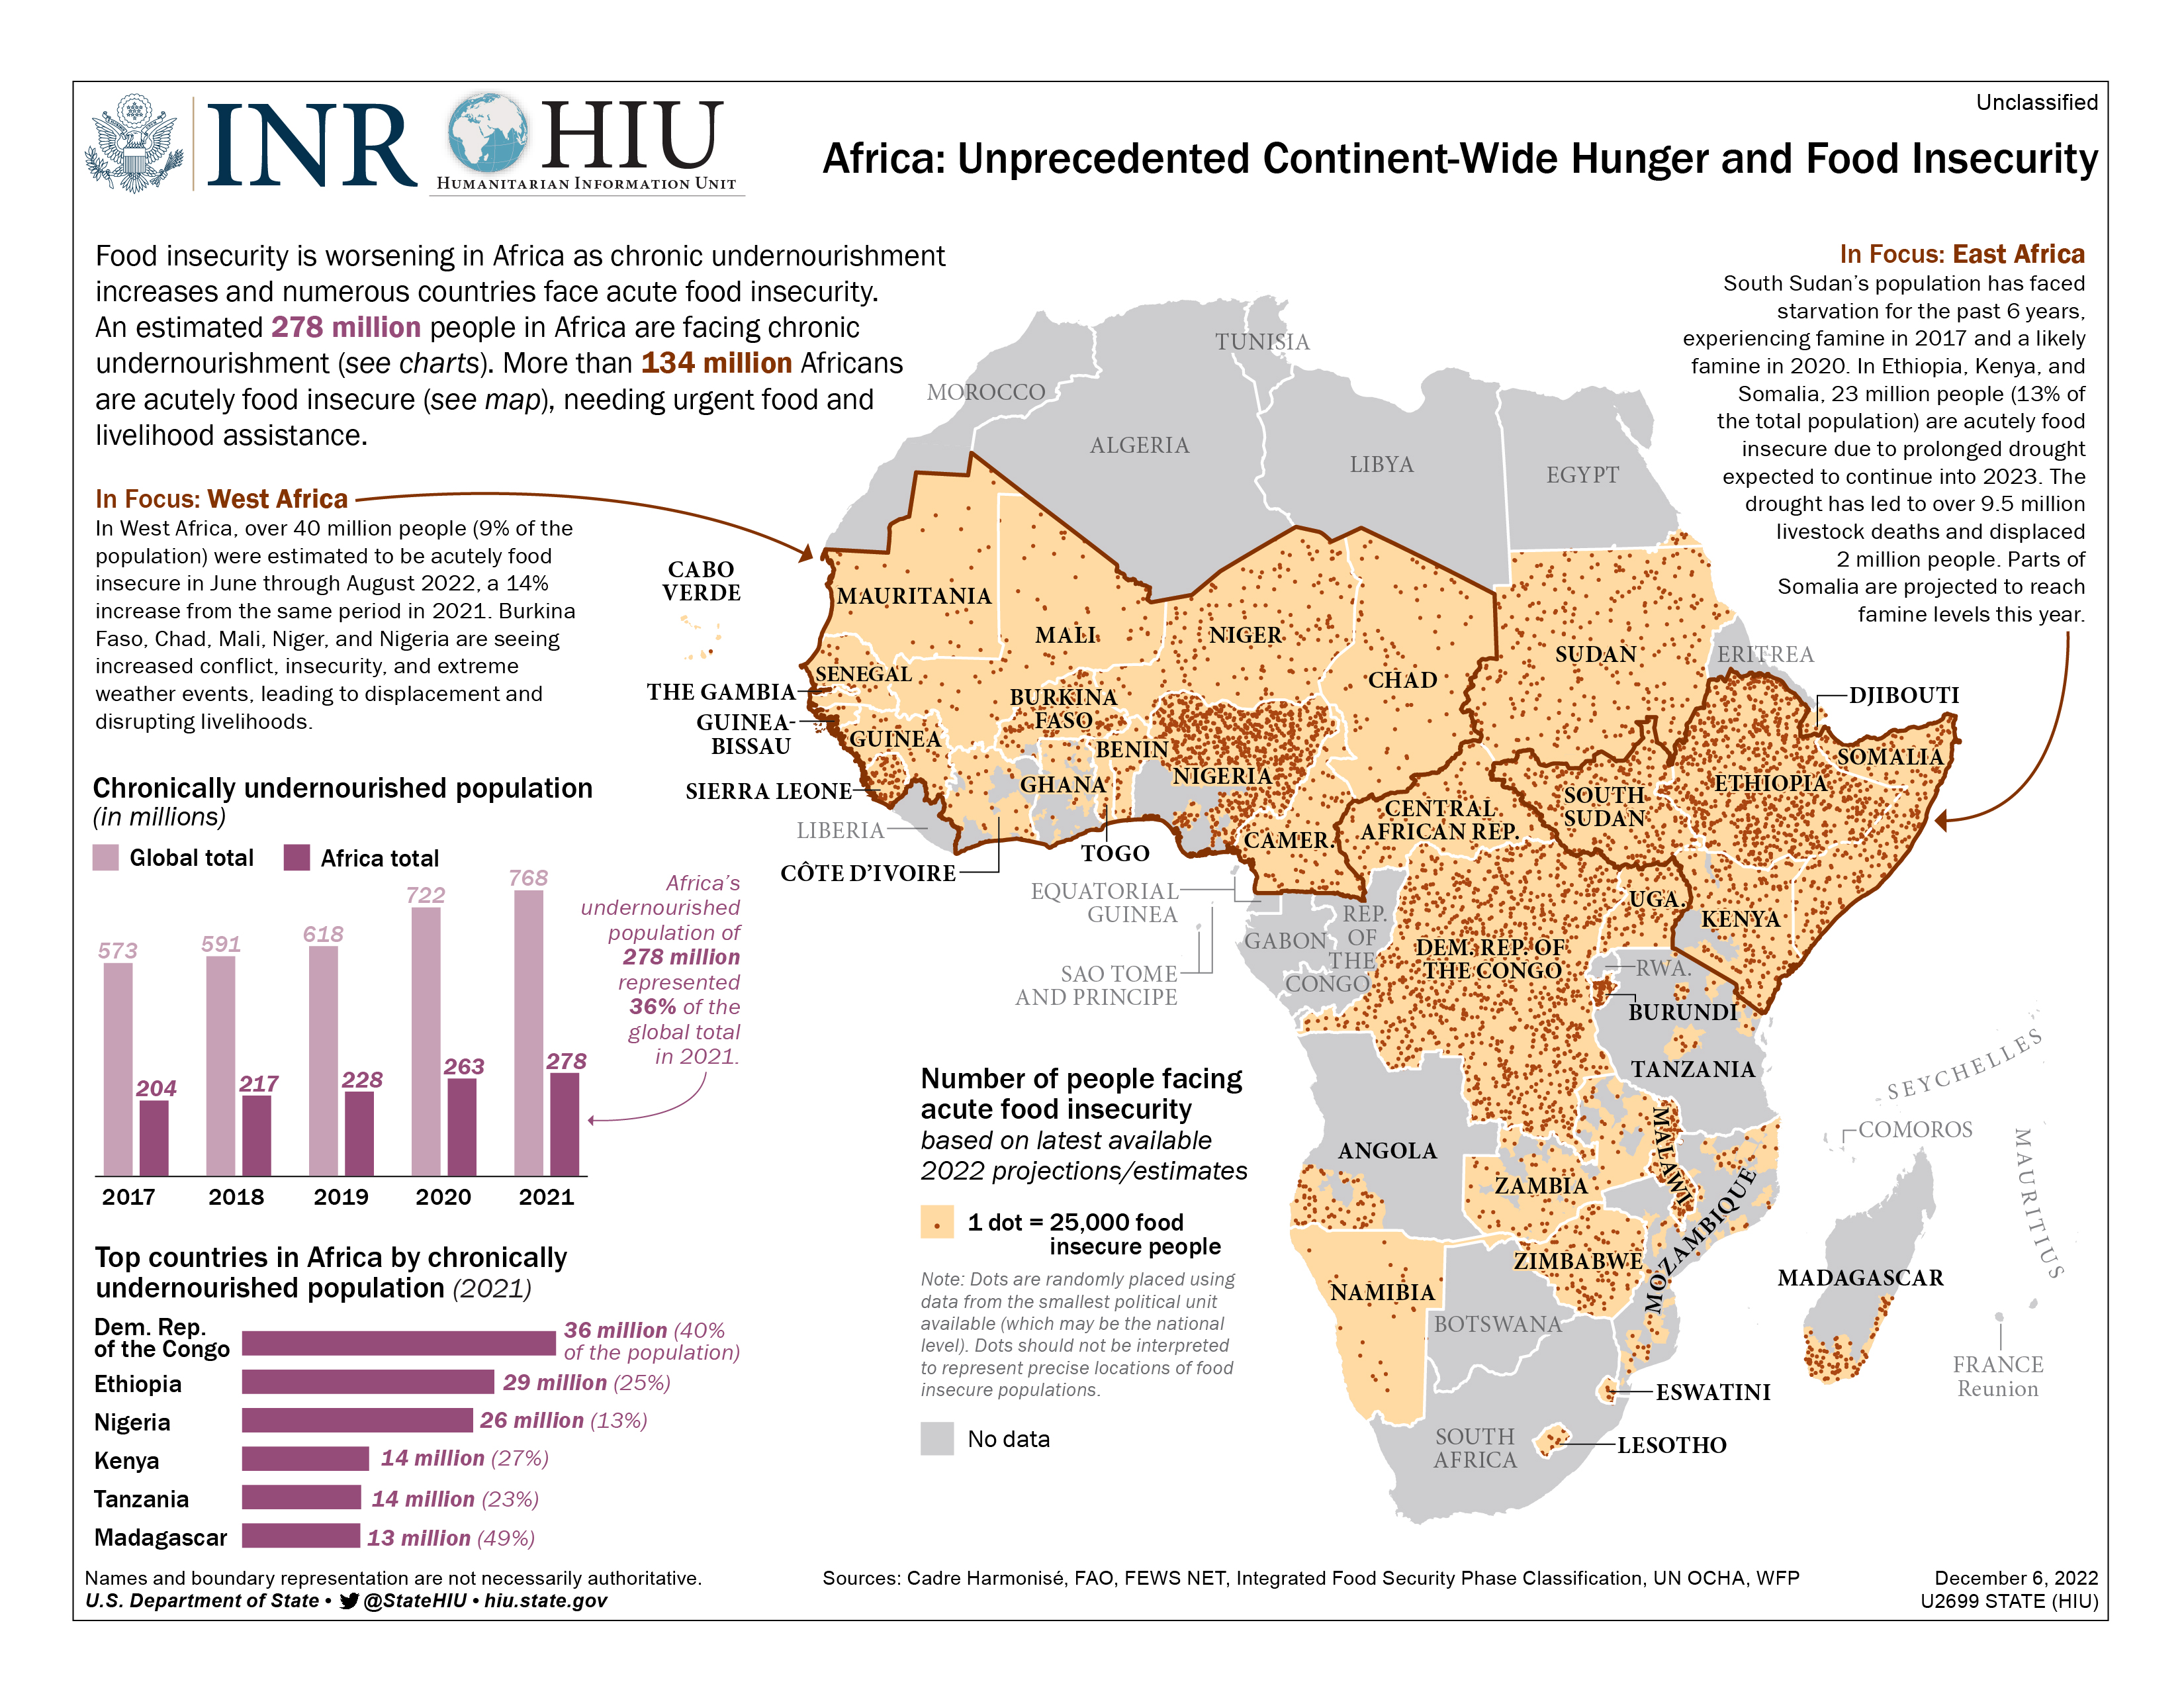 INR
HIU
HUMANITARIAN INFORMATION UNIT
Unclassified
Africa: Unprecedented Continent-Wide Hunger and Food Insecurity
Food insecurity is worsening in Africa as chronic undernourishment
increases and numerous countries face acute food insecurity.
An estimated 278 million people in Africa are facing chronic
undernourishment (see charts). More than 134 million Africans
are acutely food insecure (see map), needing urgent food and
livelihood assistance.
In Focus: West Africa
In West Africa, over 40 million people (9% of the
population) were estimated to be acutely food
insecure in June through August 2022, a 14%
increase from the same period in 2021. Burkina
Faso, Chad, Mali, Niger, and Nigeria are seeing
increased conflict, insecurity, and extreme
weather events, leading to displacement and
disrupting livelihoods.
In Focus: East Africa
South Sudan's population has faced
starvation for the past 6 years,
experiencing famine in 2017 and a likely
famine in 2020. In Ethiopia, Kenya, and
Somalia, 23 million people (13% of
the total population) are acutely food
insecure due to prolonged drought
expected to continue into 2023. The
drought has led to over 9.5 million
livestock deaths and displaced
2 million people. Parts of
Somalia are projected to reach
famine levels this year.
Chronically undernourished population
(in millions)
Global total
Africa total
573
204
591
217
618
228
722
263
768
278
2017
2018
2019
2020
2021
Africa's
undernourished
population of
278 million
represented
36% of the
global total
in 2021.
Top countries in Africa by chronically
undernourished population (2021)
Dem. Rep.
of the Congo
36 million (40%
of the population)
Ethiopia
29 million (25%)
Nigeria
26 million (13%)
Kenya
14 million (27%)
Tanzania
14 million (23%)
Madagascar
13 million (49%)
TUNISIA
MOROCCO
ALGERIA
LIBYA
EGYPT
CABO
VERDE
MAURITANIA
MALI
NIGER
CHAD
SUDAN
ERITREA
DJIBOUTI
SENEGAL
THE GAMBIA
GUINEA-
BISSAU
GUINEA
BURKINA
FASO
BENIN
NIGERIA
GHANA
SIERRA LEONE
LIBERIA
CÔTE D'IVOIRE
TOGO
CAMER.
CENTRAL
AFRICAN REP.
SOUTH
SUDAN
ETHIOPIA
SOMALIA
EQUATORIAL
GUINEA
SAO TOME
AND PRINCIPE
GABON
REP.
OF
THE
CONGO
DEM. REP. OF
THE CONGO
UGA.
KENYA
RWA.
BURUNDI
TANZANIA
SEYCHELLES
COMOROS
MAURITIUS
ANGOLA
ZAMBIA
MALAWI
MOZAMBIQUE
ZIMBABWE
NAMIBIA
BOTSWANA
MADAGASCAR
FRANCE
Reunion
ESWATINI
LESOTHO
SOUTH
AFRICA
Number of people facing
acute food insecurity
based on latest available
2022 projections/estimates
1 dot = 25,000 food
insecure people
Note: Dots are randomly placed using
data from the smallest political unit
available (which may be the national
level). Dots should not be interpreted
to represent precise locations of food
insecure populations.
No data
Names and boundary representation are not necessarily authoritative.
U.S. Department of State • @StateHIU • hiu.state.gov
Sources: Cadre Harmonisé, FAO, FEWS NET, Integrated Food Security Phase Classification, UN OCHA, WFP
December 6, 2022
U2699 STATE (HIU)